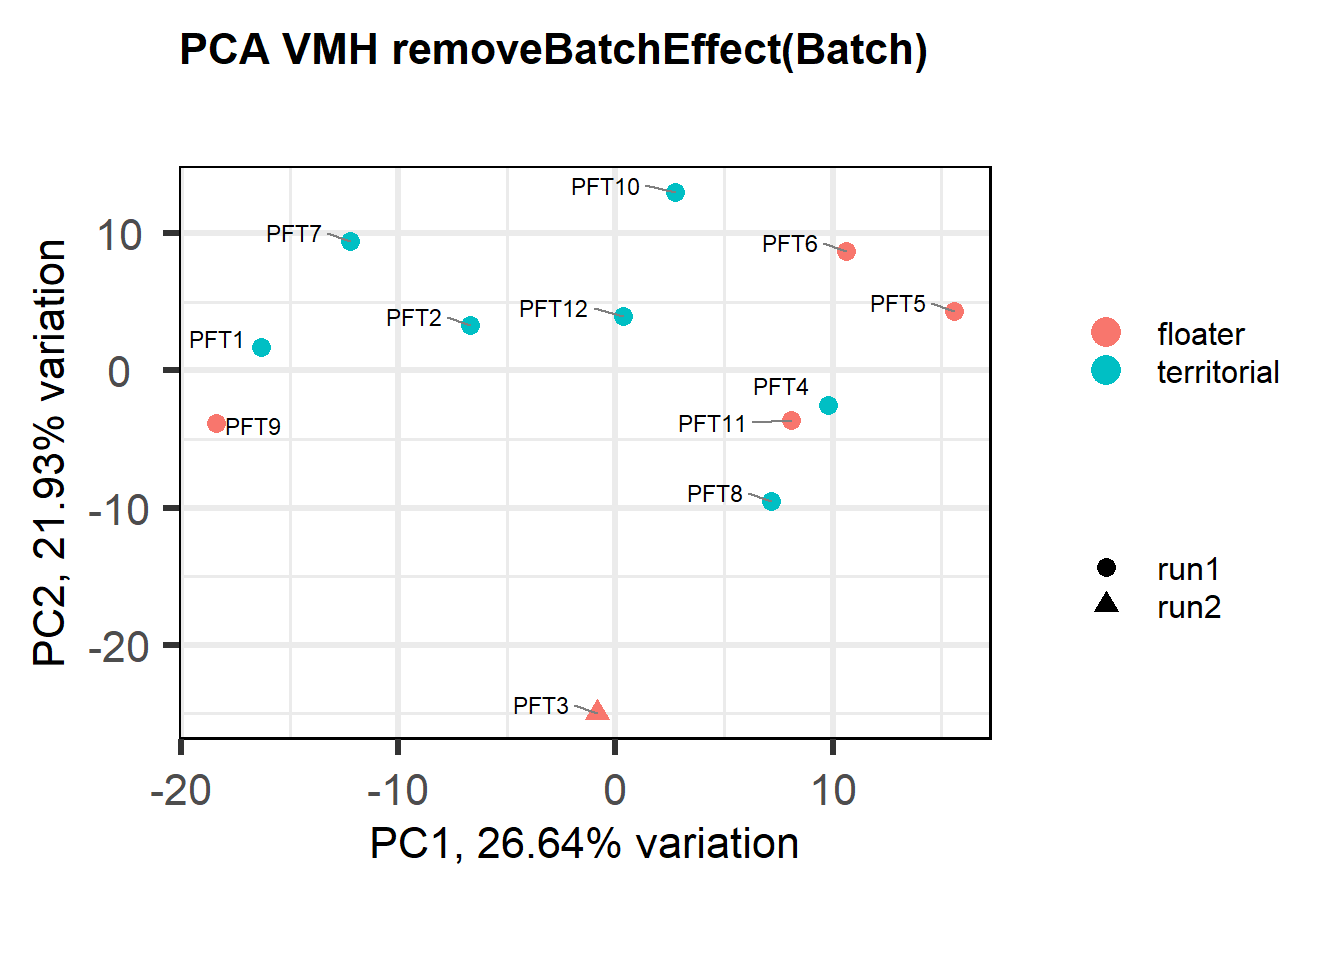 PCA VMH removeBatchEffect(Batch)
PFT10
PFT7
PFT6
PFT5
PFT12
PFT2
PFT1
PFT4
PFT11
PFT9
PFT8
PFT3
10
0
-10
-20
PC2, 21.93% variation
-20
-10
0
10
PC1, 26.64% variation
floater
territorial
run1
run2